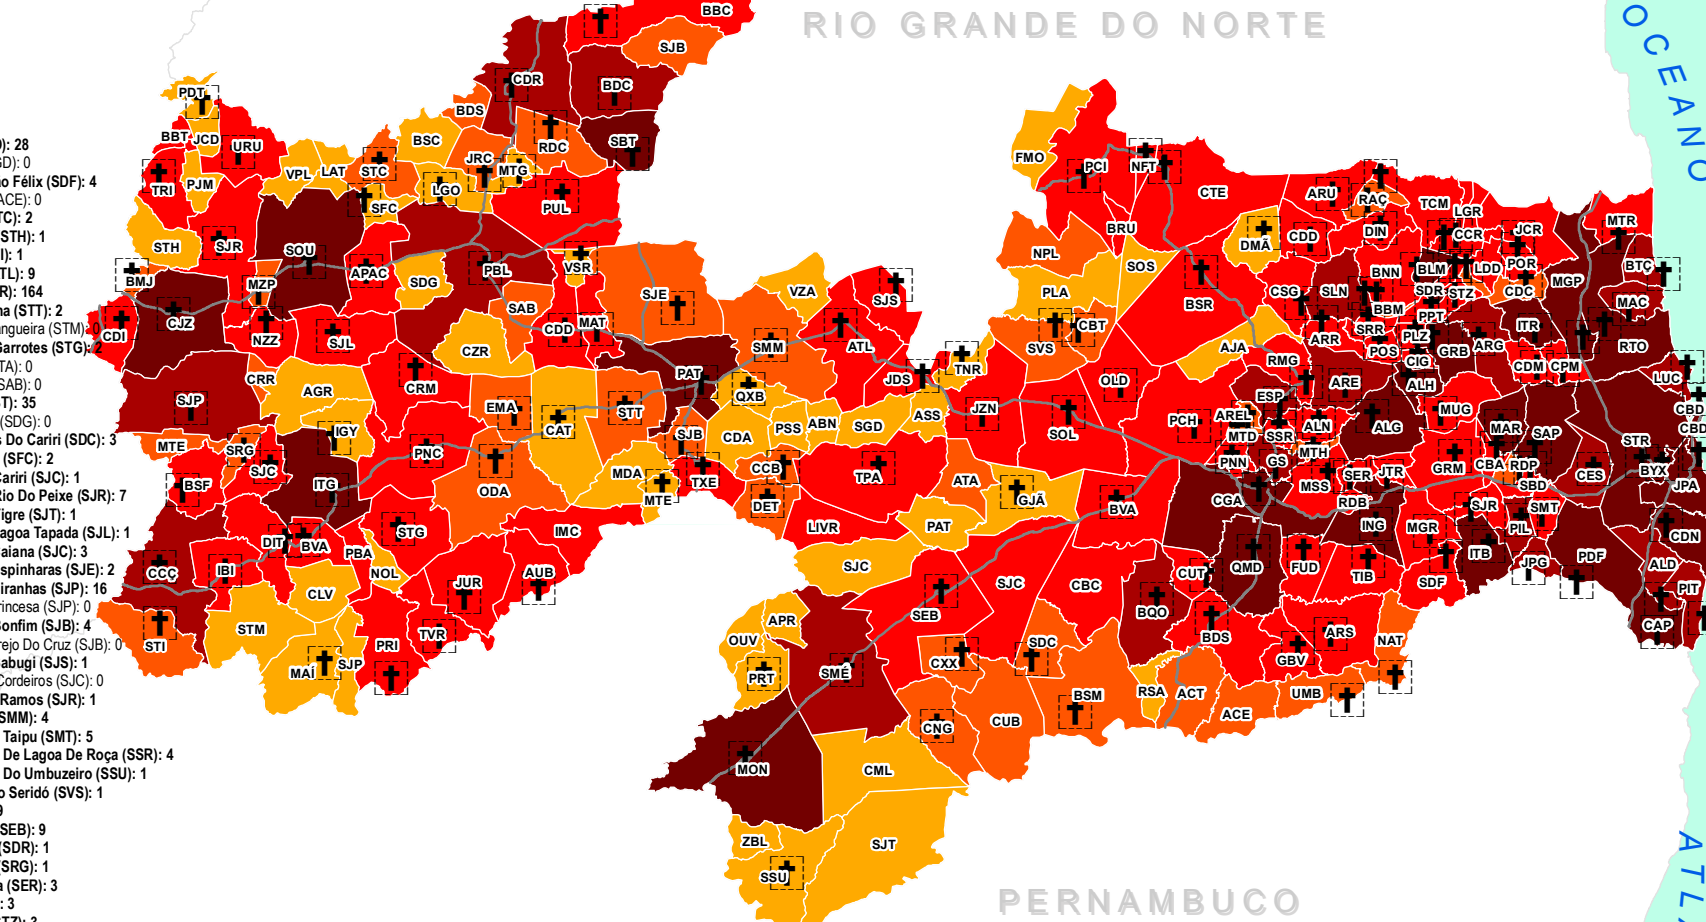 RIO GRANDE DO NORTE
OCEANO
ATL
PERNAMBUCO
): 28
GD): 0
o Félix (SDF): 4
ACE): 0
TC): 2
(STH): 1
I): 1
TL): 9
R): 164
na (STT): 2
angueira (STM): 0
Garrotes (STG): 2
TA): 0
SAB): 0
ST): 35
(SDG): 0
s Do Cariri (SDC): 3
(SFC): 2
Cariri (SJC): 1
Rio Do Peixe (SJR): 7
Tigre (SJT): 1
agoa Tapada (SJL): 1
aiana (SJC): 3
spinharas (SJE): 2
iranhas (SJP): 16
rincesa (SJP): 0
onfim (SJB): 4
rejo Do Cruz (SJB): 0
abugi (SJS): 1
Cordeiros (SJC): 0
Ramos (SJR): 1
SMM): 4
Taipu (SMT): 5
De Lagoa De Roça (SSR): 4
Do Umbuzeiro (SSU): 1
o Seridó (SVS): 1
9
SEB): 9
(SDR): 1
SRG): 1
a (SER): 3
: 3
BBC
SJB
CDR
BDC
PDT
BDS
SBT
BBT
JCD
URU
BSC
RDC
JRC
MTG
TRI
PJM
VPL
LAT
STC
LGO
SFC
PUL
STH
SJR
SOU
APAC
PBL
VSR
BMJ
MZP
SDG
SJE
CJZ
SAB
CDI
NZZ
SJL
CZR
CDD
MAT
CRR
AGR
CRM
PAT
SJP
EMA
CAT
STT
QXB
MTE
SRG
IGY
SJC
PNC
SJB
CDA
PSS
ABN
SGD
ASS
BSF
ITG
ODA
MDA
MTE
TXE
CCB
DET
TPA
ATA
GJÃ
DIT
BVA
STG
IMC
LIVR
PAT
CCÇ
IBI
PBA
NOL
JUR
AUB
SJC
CLV
STM
STI
MAÍ
SJP
PRI
TVR
VZA
SJS
SMM
ATL
JDS
TNR
JZN
FMO
PCI
NFT
CTE
ARU
RAÇ
TCM
LGR
BRU
NPL
SOS
DMÃ
CDD
DIN
CCR
JCR
MTR
PLA
BSR
CSG
SLN
BNN
BLM
LDD
POR
BTÇ
MGP
SDR
STZ
CDC
MAC
SVS
CBT
BBM
PPT
AJA
ARR
SRR
PLZ
ITR
RTO
RMG
POS
GRB
ARG
CIG
CDM
CPM
OLD
ESP
ARE
ALH
LUC
SOL
PCH
AREL
MTD
SSR
ALN
ALG
MUG
MAR
SAP
CBD
CBD
PNN
GS
MTH
GRM
CBA
RDP
STR
BYX
BVA
CGA
MSS
SER
JTR
SBD
CES
JPA
RDB
ING
MGR
SJR
PIL
SMT
CDN
QMD
FUD
TIB
SDF
ITB
JPG
PDF
ALD
PIT
CUT
CBC
SJC
BQO
BDS
ARS
NAT
CAP
SEB
GBV
APR
OUV
PRT
SMÉ
CXX
SDC
BSM
RSA
ACT
ACE
UMB
CNG
CUB
MON
CML
ZBL
SJT
SSU